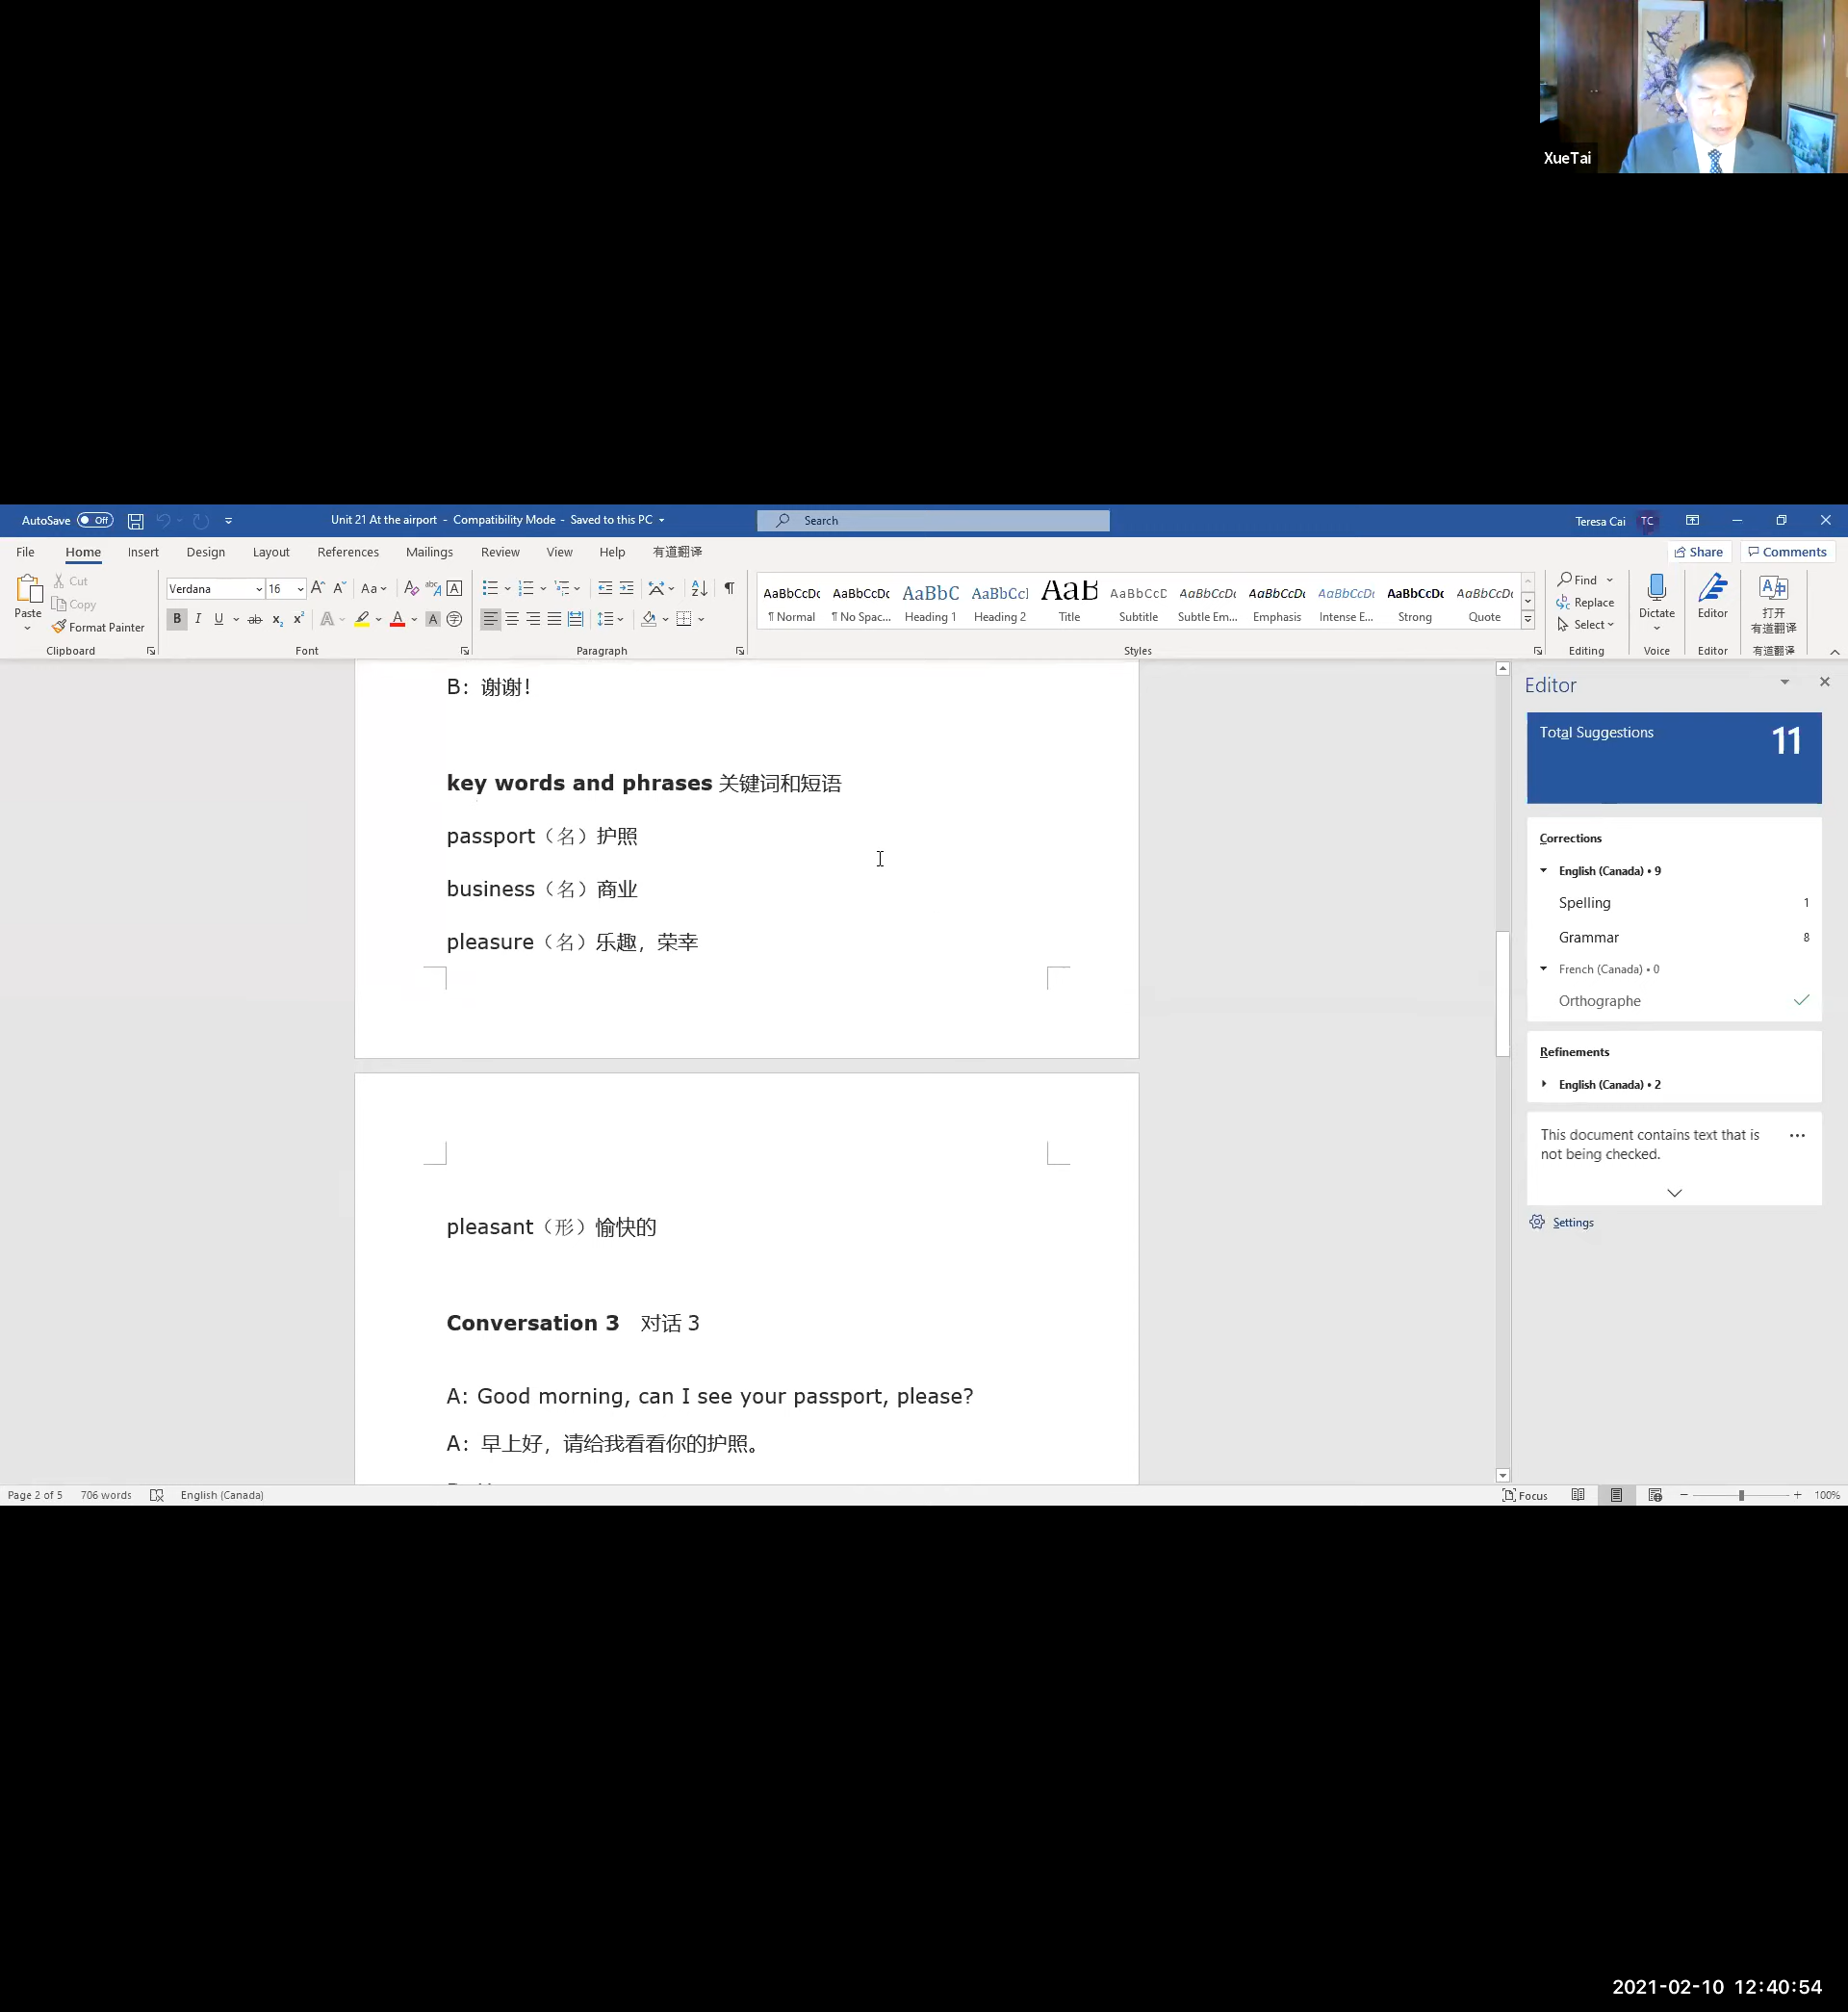 XueTai
AutoSave Off
Unit 21 At the airport - Compatibility Mode - Saved to this PC
Search
Teresa Cai TC
File Home Insert Design Layout References Mailings Review View Help 有道翻译
Share Comments
Paste
Cut
Copy
Format Painter
Clipboard
Verdana 16
Font
Paragraph
AaBbCcDc AaBbCcDc AaBbC AaBbCcl AaB AaBbCcD AaBbCcDc AaBbCcDc AaBbCcDc AaBbCcDc AaBbCcDc
¶ Normal ¶ No Spac... Heading 1 Heading 2 Title Subtitle Subtle Em... Emphasis Intense E... Strong Quote
Styles
Find
Replace
Select
Editing
Dictate
Voice
Editor
Editor
打开
有道翻译
有道翻译
B: 谢谢!
key words and phrases 关键词和短语
passport（名）护照
business（名）商业
pleasure（名）乐趣，荣幸
pleasant（形）愉快的
Conversation 3 对话 3
A: Good morning, can I see your passport, please?
A: 早上好，请给我看看你的护照。
Editor
Total Suggestions 11
Corrections
English (Canada) • 9
Spelling 1
Grammar 8
French (Canada) • 0
Orthographe
Refinements
English (Canada) • 2
This document contains text that is
not being checked.
Settings
Page 2 of 5 706 words English (Canada)
Focus 100%
2021-02-10 12:40:54